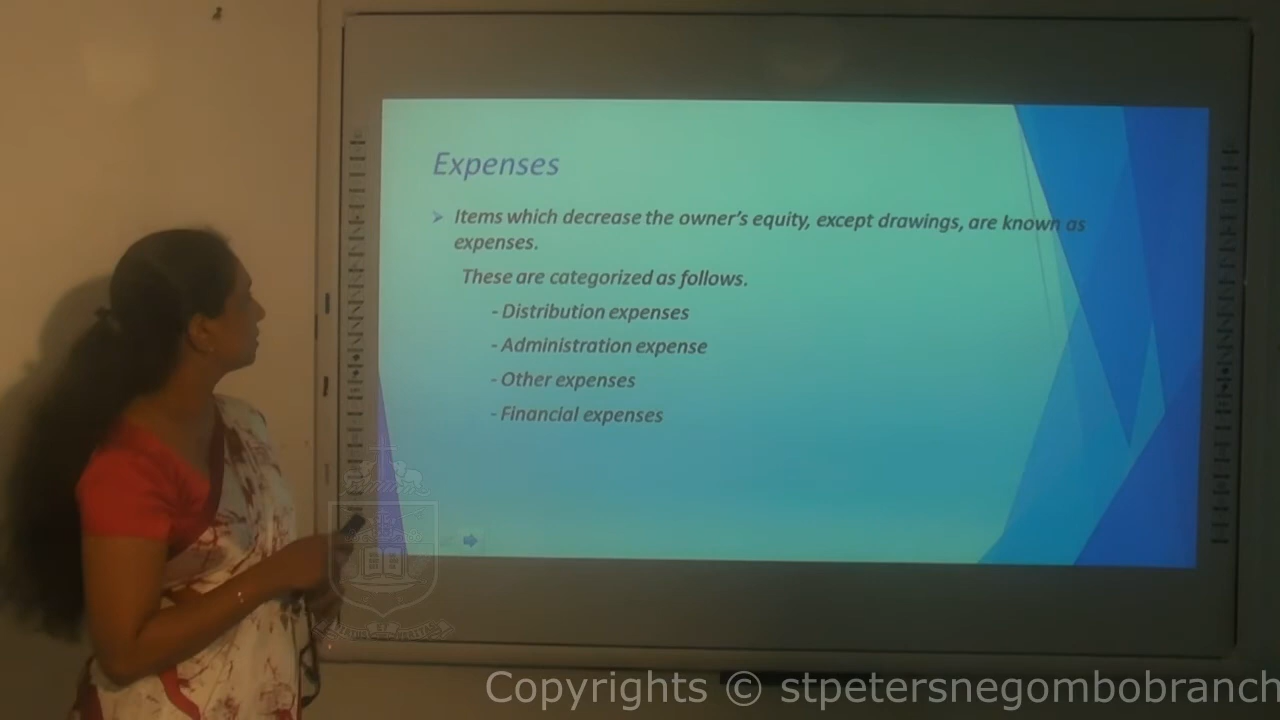 Expenses
Items which decrease the owner's equity, except drawings, are known as
expenses.
These are categorized as follows.
- Distribution expenses
- Administration expense
- Other expenses
- Financial expenses
Copyrights © stpetersnegombobranch